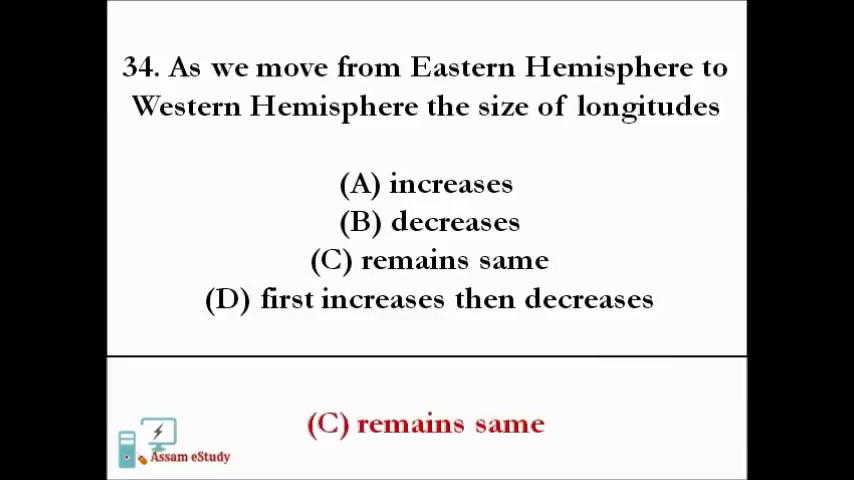 34. As we move from Eastern Hemisphere to
Western Hemisphere the size of longitudes
(A) increases
(B) decreases
(C) remains same
(D) first increases then decreases
(C) remains same
Assam eStudy